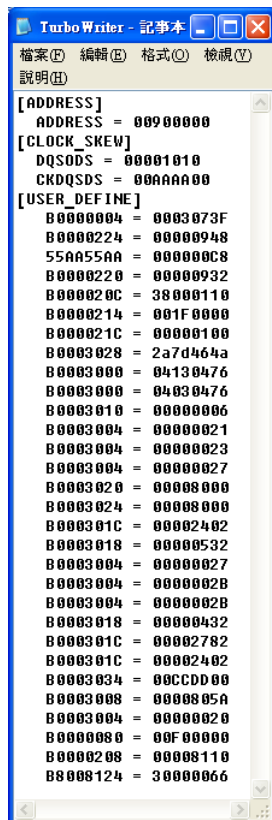 TurboWriter - 記事本
檔案(F) 編輯(E) 格式(O) 檢視(V)
說明(H)
[ADDRESS]
ADDRESS = 00900000
[CLOCK_SKEW]
DQSODS = 00001010
CKDQSDS = 00AAAA00
[USER_DEFINE]
B0000004 = 0003073F
B0000224 = 00000948
55AA55AA = 000000C8
B0000220 = 00000932
B000020C = 38000110
B0000214 = 001F0000
B000021C = 00000100
B0003028 = 2a7d464a
B0003000 = 04130476
B0003000 = 04030476
B0003010 = 00000006
B0003004 = 00000021
B0003004 = 00000023
B0003004 = 00000027
B0003020 = 00008000
B0003024 = 00008000
B000301C = 00002402
B0003018 = 00000532
B0003004 = 00000027
B0003004 = 0000002B
B0003004 = 0000002B
B0003018 = 00000432
B000301C = 00002782
B000301C = 00002402
B0003034 = 00CCDD00
B0003008 = 0000805A
B0003004 = 00000020
B0000080 = 00F00000
B0000208 = 00008110
B8008124 = 30000066